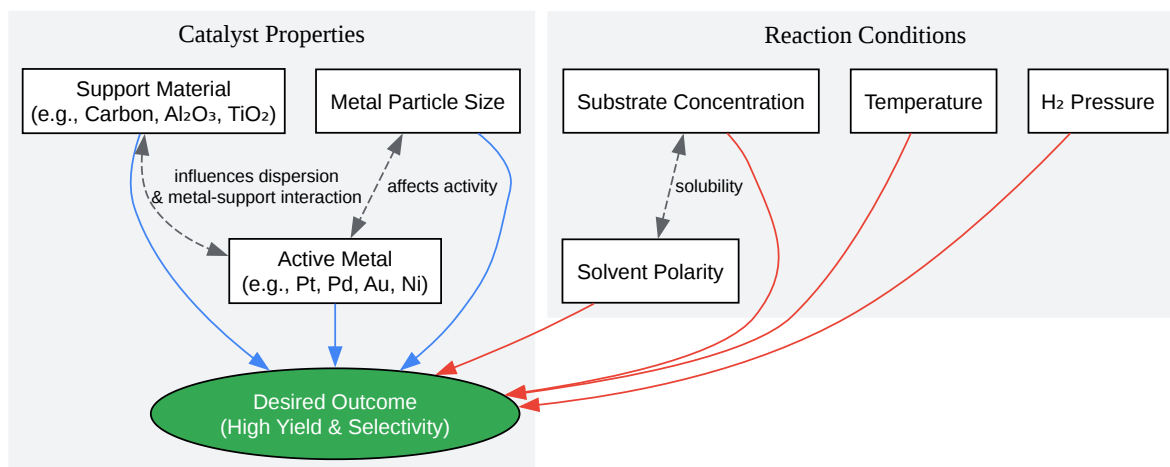 Catalyst Properties
Reaction Conditions
Support Material
(e.g., Carbon, Al₂O₃, TiO₂)
Metal Particle Size
Substrate Concentration
Temperature
H₂ Pressure
influences dispersion
& metal-support interaction
affects activity
solubility
Active Metal
(e.g., Pt, Pd, Au, Ni)
Solvent Polarity
Desired Outcome
(High Yield & Selectivity)